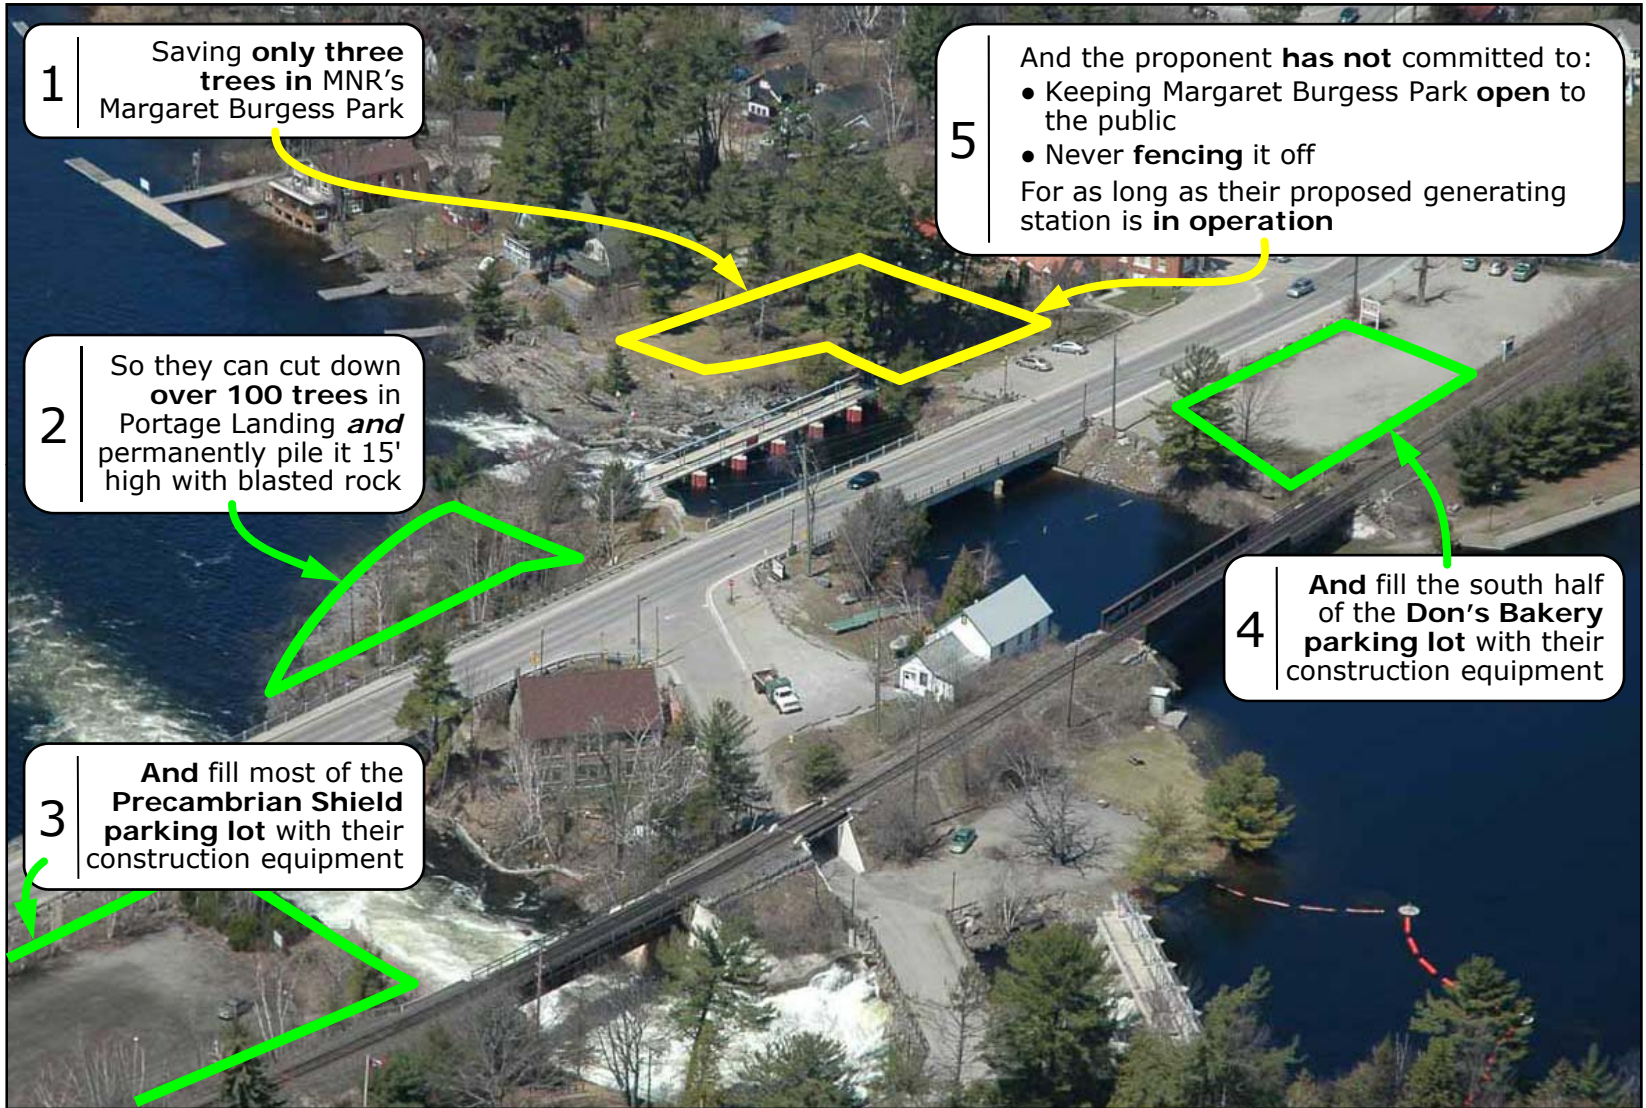 1
Saving only three
trees in MNR's
Margaret Burgess Park
2
So they can cut down
over 100 trees in
Portage Landing and
permanently pile it 15'
high with blasted rock
3
And fill most of the
Precambrian Shield
parking lot with their
construction equipment
4
And fill the south half
of the Don's Bakery
parking lot with their
construction equipment
5
And the proponent has not committed to:
● Keeping Margaret Burgess Park open to
the public
● Never fencing it off
For as long as their proposed generating
station is in operation